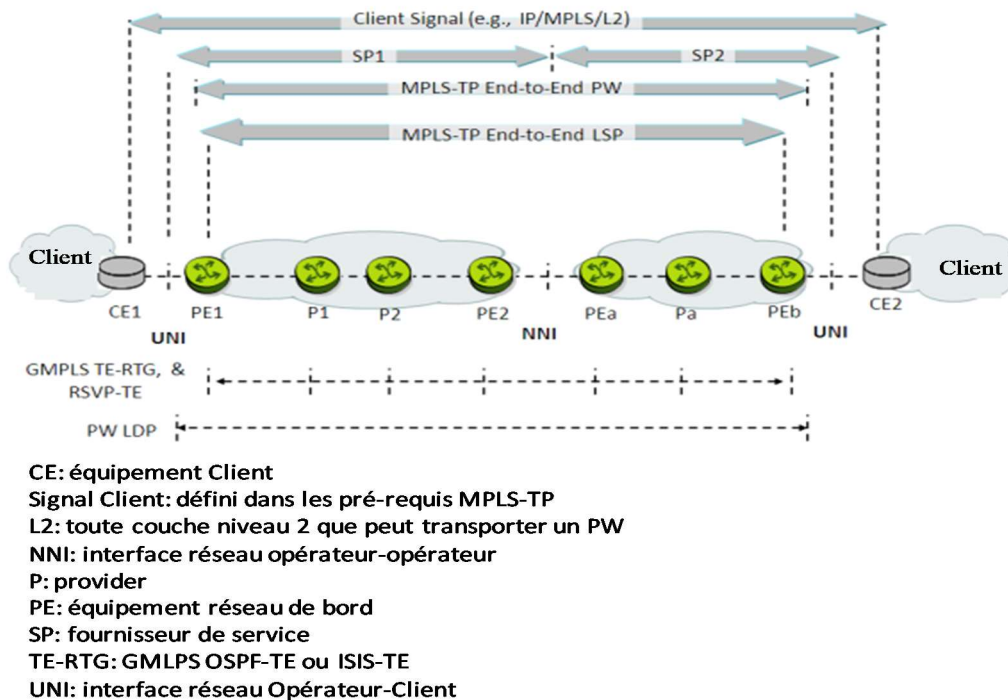 Client Signal (e.g., IP/MPLS/L2)
SP1 SP2
MPLS-TP End-to-End PW
MPLS-TP End-to-End LSP
Client Client
CE1 PE1 P1 P2 PE2 PEa Pa PEb CE2
UNI NNI UNI
GMPLS TE-RTG, &
RSVP-TE
PW LDP
CE: équipement Client
Signal Client: défini dans les pré-requis MPLS-TP
L2: toute couche niveau 2 que peut transporter un PW
NNI: interface réseau opérateur-opérateur
P: provider
PE: équipement réseau de bord
SP: fournisseur de service
TE-RTG: GMLPS OSPF-TE ou ISIS-TE
UNI: interface réseau Opérateur-Client